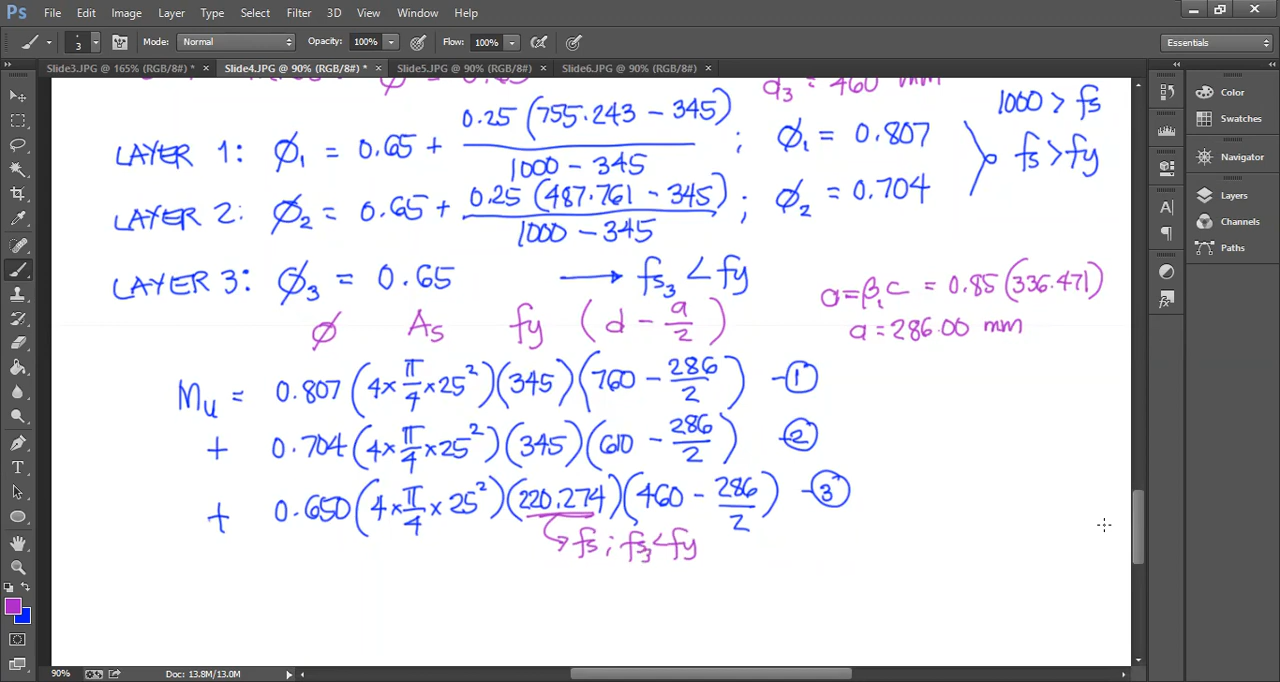 Ps File Edit Image Layer Type Select Filter 3D View Window Help
3 Mode: Normal Opacity: 100% Flow: 100% Essentials
Slide3.JPG @ 165% (RGB/8#) * × Slide4.JPG @ 90% (RGB/8#) * × Slide5.JPG @ 90% (RGB/8#) × Slide6.JPG @ 90% (RGB/8#) ×
d3 = 460 mm
1000 > fs
fs > fy
LAYER 1: Ø1 = 0.65 + 0.25 (755.243 - 345) / 1000 - 345 ; Ø1 = 0.807
LAYER 2: Ø2 = 0.65 + 0.25 (487.761 - 345) / 1000 - 345 ; Ø2 = 0.704
LAYER 3: Ø3 = 0.65 → fs3 < fy
a = β1c = 0.85 (336.471)
a = 286.00 mm
Ø As fy (d - a/2)
Mu = 0.807 (4 × π/4 × 25²) (345) (760 - 286/2) - 1
+ 0.704 (4 × π/4 × 25²) (345) (610 - 286/2) - 2
+ 0.650 (4 × π/4 × 25²) (220.274) (460 - 286/2) - 3
→ fs ; fs3 < fy
Color
Swatches
Navigator
Layers
Channels
Paths
90% Doc: 13.8M/13.0M